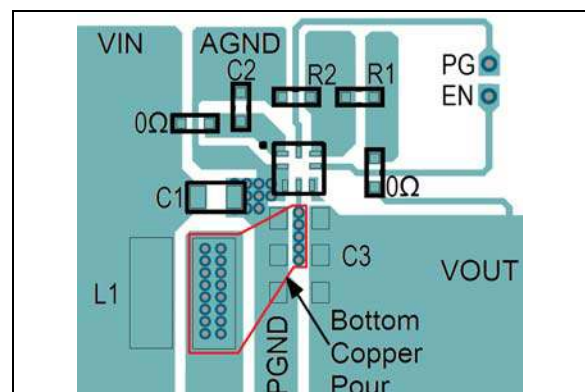 VIN
AGND
C2
R2
R1
PG
EN
0Ω
C1
0Ω
C3
L1
VOUT
PGND
Bottom
Copper
Pour